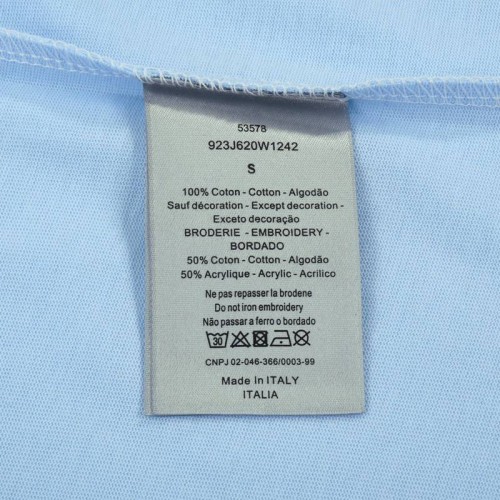 53578
923J620W1242
S
100% Coton - Cotton - Algodão
Sauf décoration - Except decoration -
Exceto decoração
BRODERIE - EMBROIDERY -
BORDADO
50% Coton - Cotton - Algodão
50% Acrylique - Acrylic - Acrilico
Ne pas repasser la brodene
Do not iron embroidery
Não passar a ferro o bordado
30
CNPJ 02-046-366/0003-99
Made in ITALY
ITALIA